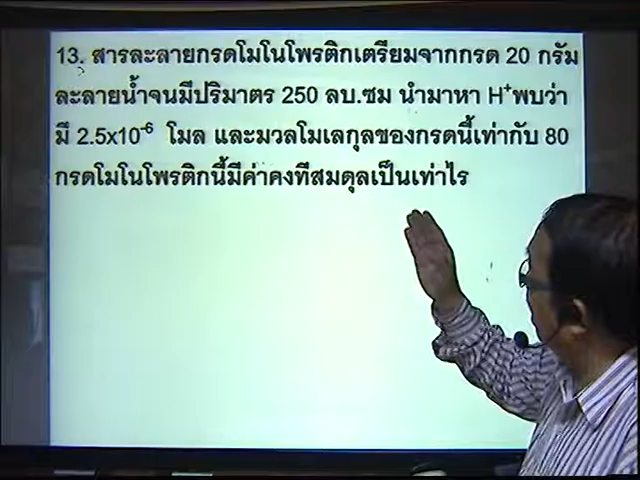 13. สารละลายกรดโมโนโพรติกเตรียมจากกรด 20 กรัม
ละลายน้ำจนมีปริมาตร 250 ลบ.ซม นำมาหา H⁺พบว่า
มี 2.5x10⁻⁶ โมล และมวลโมเลกุลของกรดนี้เท่ากับ 80
กรดโมโนโพรติกนี้มีค่าคงทีสมดุลเป็นเท่าไร